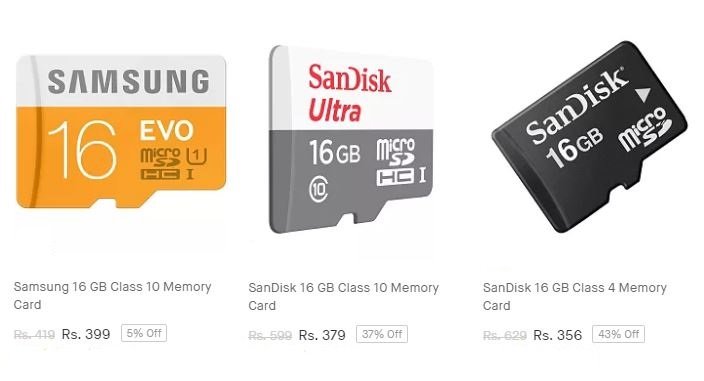 SAMSUNG
16
EVO
micro SD
HC I
U1
SanDisk
Ultra
16GB
micro SD
HC I
10
SanDisk
16GB
micro SD
Samsung 16 GB Class 10 Memory
Card
Rs. 419 Rs. 399 5% Off
SanDisk 16 GB Class 10 Memory
Card
Rs. 599 Rs. 379 37% Off
SanDisk 16 GB Class 4 Memory
Card
Rs. 629 Rs. 356 43% Off